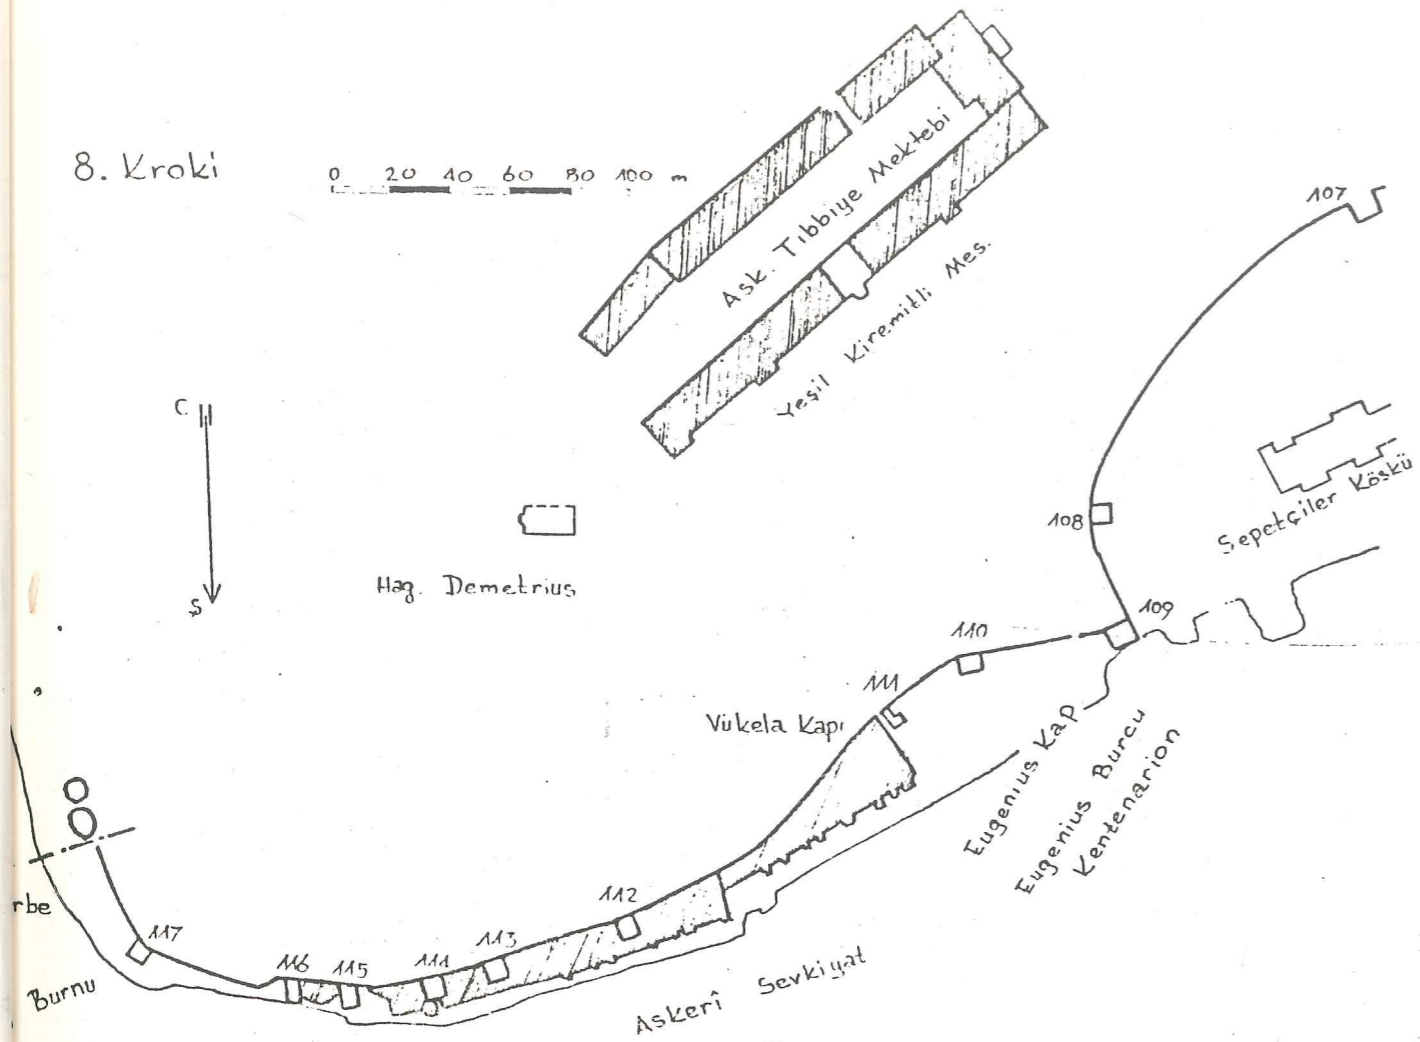 8. Kroki
0 20 40 60 80 100 m
Ask. Tıbbiye Mektebi
Yeşil Kiremitli Mes.
107
C
Ş
Hag. Demetrius
108
Sepetçiler Köşkü
109
110
111
Vükela Kapı
Eugenius Kap
Eugenius Burcu
Kentenarion
112
113
114
115
116
117
rbe
Burnu
Askerî Sevkiyat